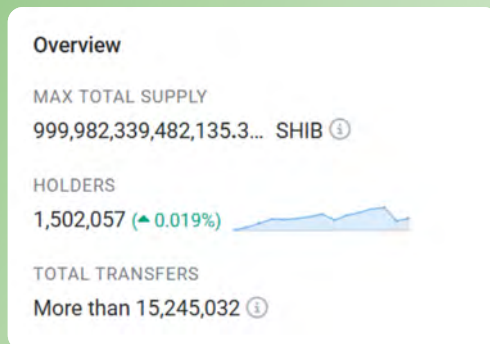 Overview
MAX TOTAL SUPPLY
999,982,339,482,135.3... SHIB
HOLDERS
1,502,057 (▲ 0.019%)
TOTAL TRANSFERS
More than 15,245,032